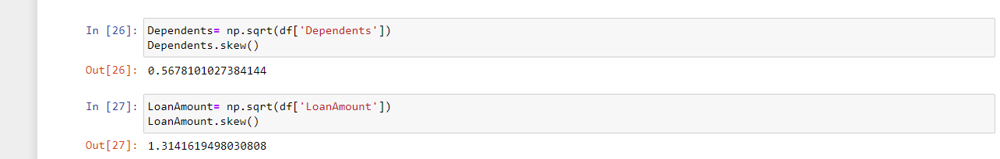 In [26]: Dependents= np.sqrt(df['Dependents'])
Dependents.skew()
Out[26]: 0.5678101027384144
In [27]: LoanAmount= np.sqrt(df['LoanAmount'])
LoanAmount.skew()
Out[27]: 1.3141619498030808